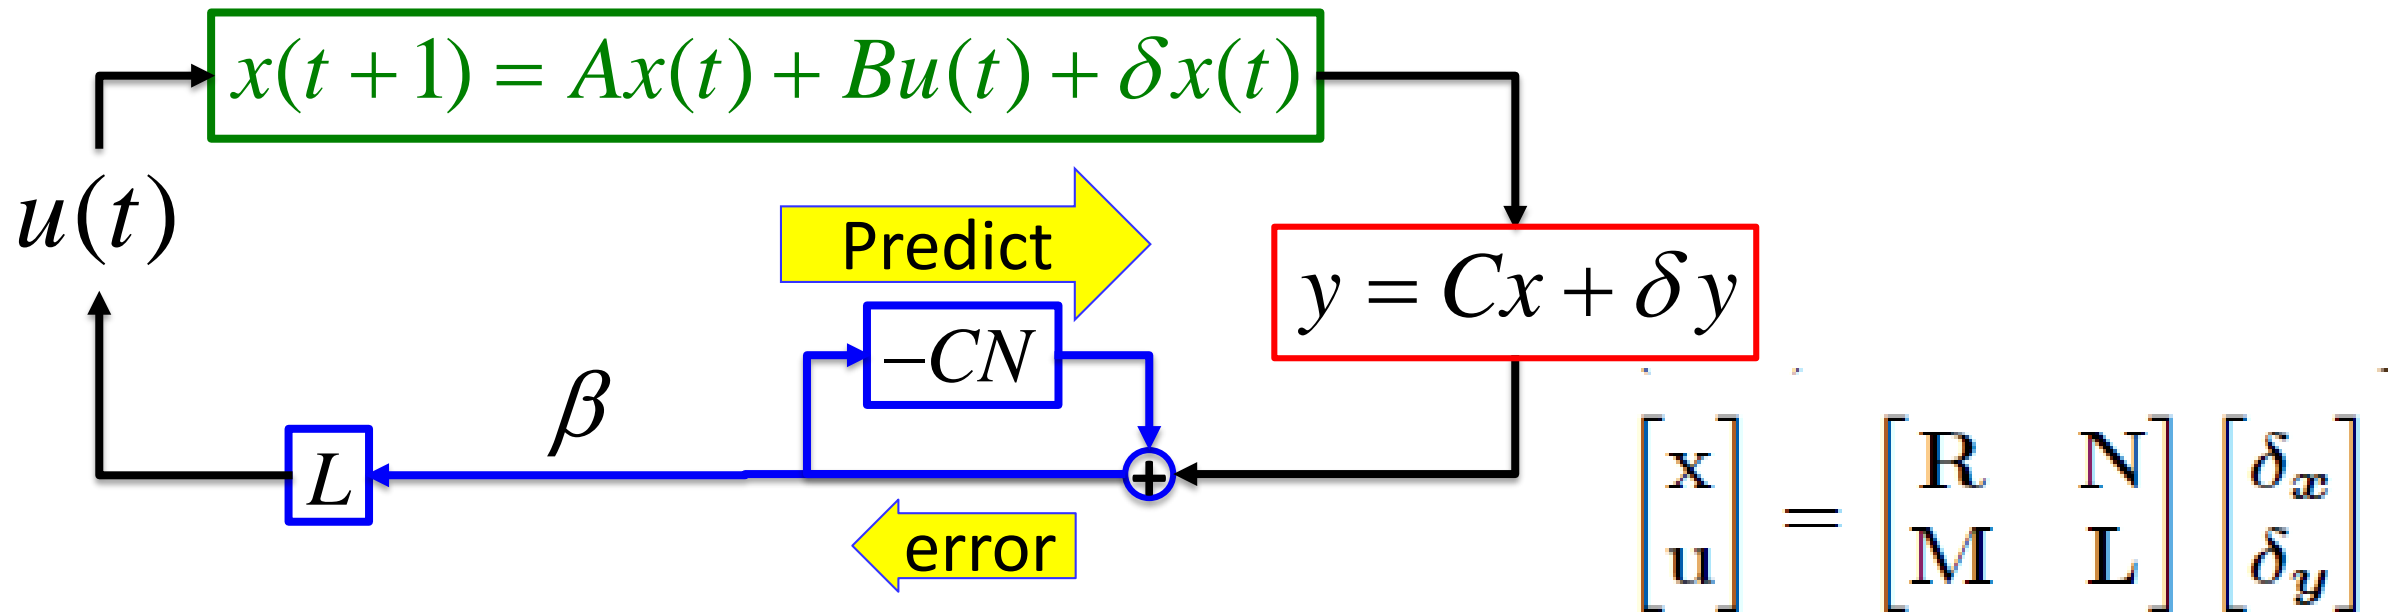 x(t + 1) = Ax(t) + Bu(t) + δx(t)
u(t)
Predict
y = Cx + δy
−CN
β
L
+
error
[x u] = [R N M L] [δx δy]